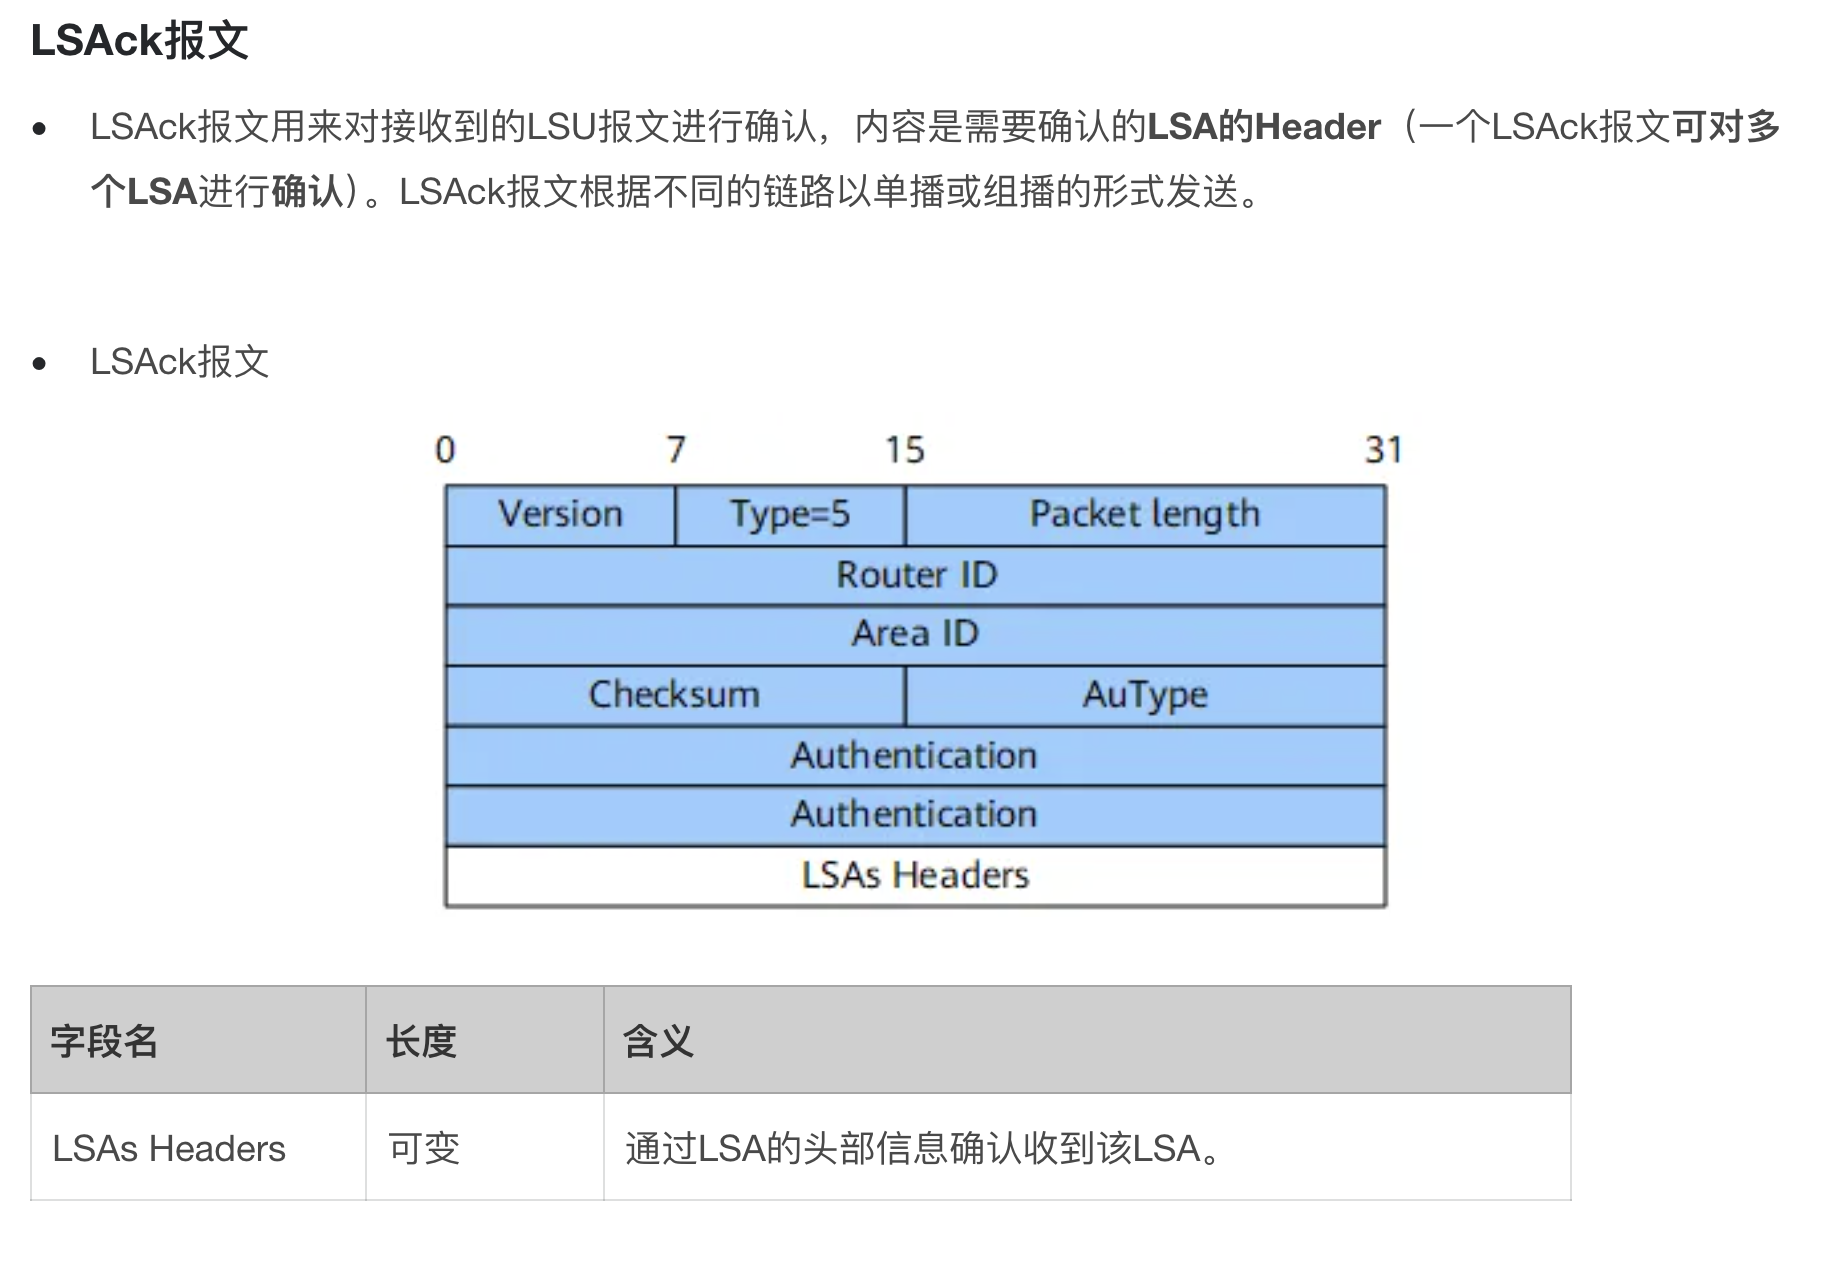 LSAck报文
LSAck报文用来对接收到的LSU报文进行确认，内容是需要确认的LSA的Header（一个LSAck报文可对多
个LSA进行确认）。LSAck报文根据不同的链路以单播或组播的形式发送。
LSAck报文
0 7 15 31
Version Type=5 Packet length
Router ID
Area ID
Checksum AuType
Authentication
Authentication
LSAs Headers
字段名 长度 含义
LSAs Headers 可变 通过LSA的头部信息确认收到该LSA。